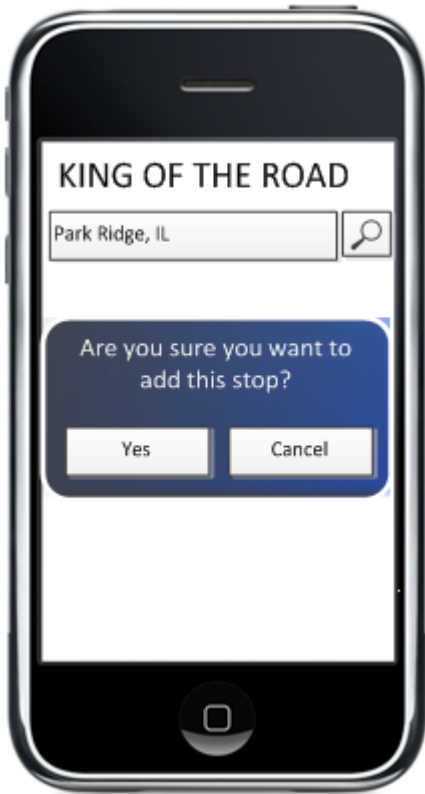 KING OF THE ROAD
Park Ridge, IL
Are you sure you want to
add this stop?
Yes
Cancel